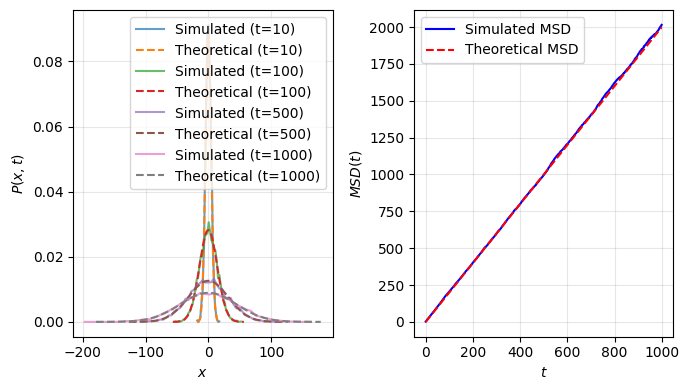 0.08
0.06
0.04
0.02
0.00
P(x, t)
−200
−100
0
100
x
Simulated (t=10)
Theoretical (t=10)
Simulated (t=100)
Theoretical (t=100)
Simulated (t=500)
Theoretical (t=500)
Simulated (t=1000)
Theoretical (t=1000)
2000
1750
1500
1250
1000
750
500
250
0
MSD(t)
0
200
400
600
800
1000
t
Simulated MSD
Theoretical MSD